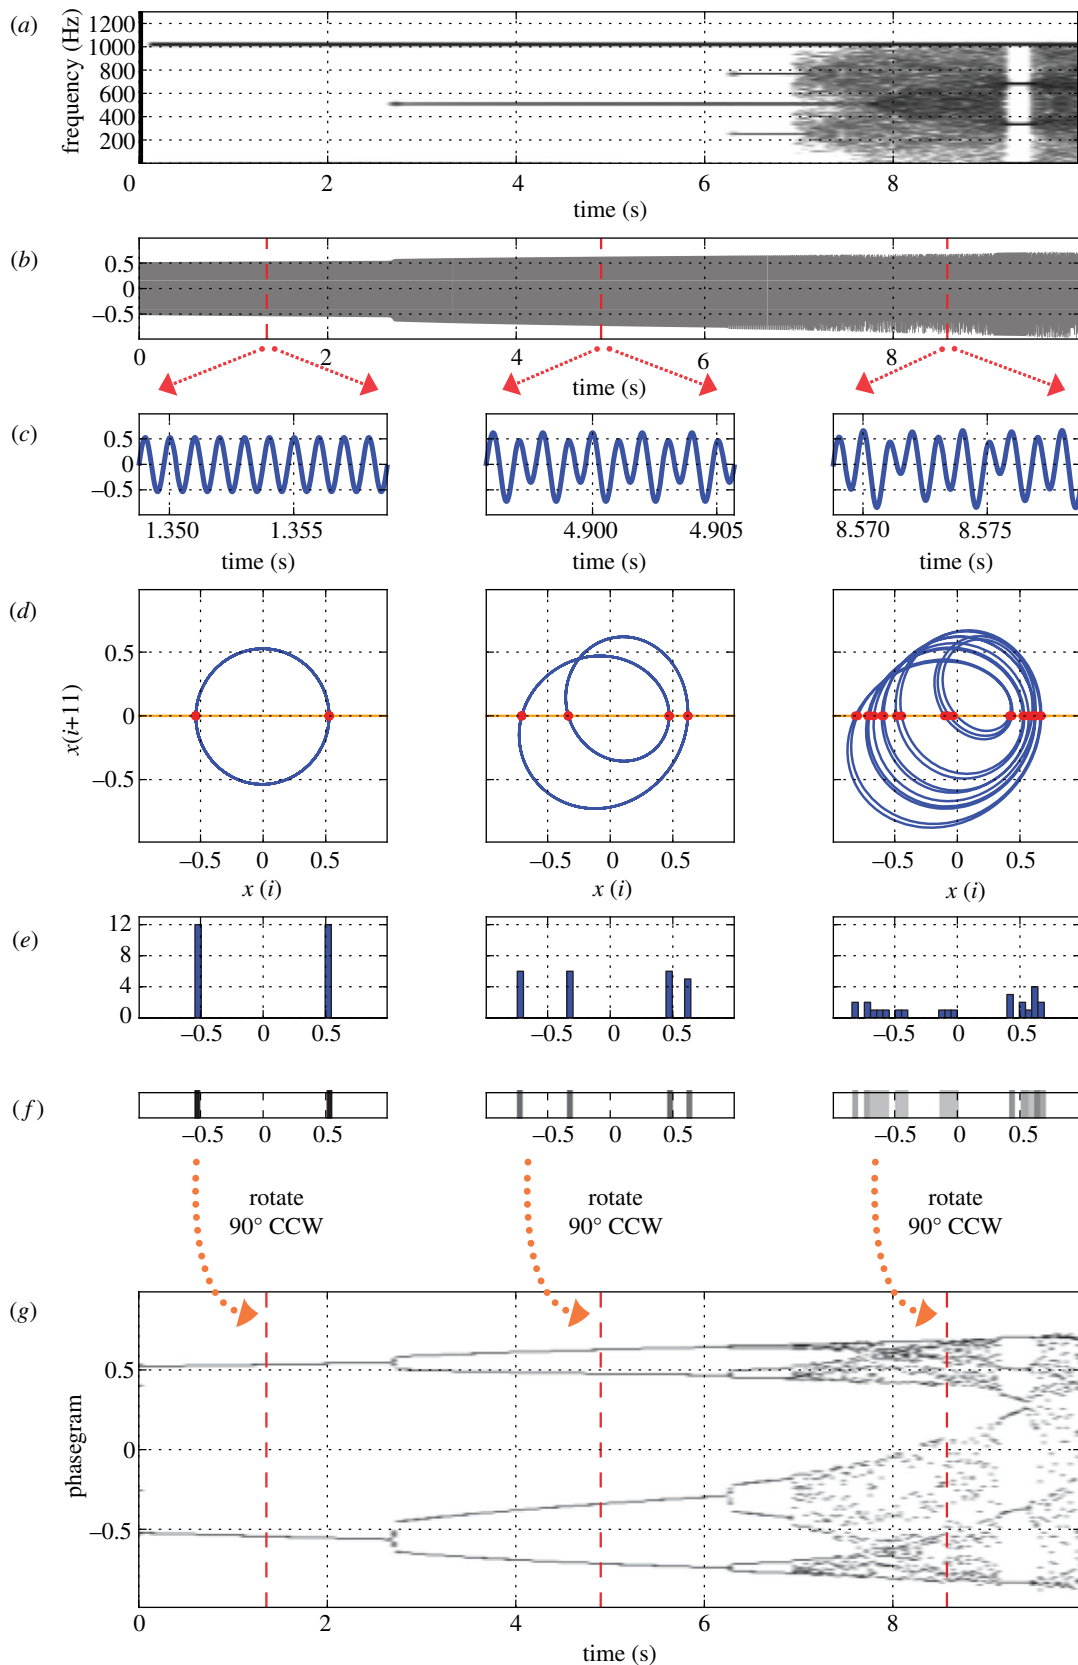 (a)
frequency (Hz)
1200
1000
800
600
400
200
0 2 4 6 8
time (s)
(b)
0.5
0
−0.5
0 2 4 6 8
time (s)
(c)
0.5
0
−0.5
1.350 1.355
time (s)
4.900 4.905
time (s)
8.570 8.575
time (s)
(d)
x(i+11)
0.5
0
−0.5
−0.5 0 0.5
x (i)
−0.5 0 0.5
x (i)
−0.5 0 0.5
x (i)
(e)
12
8
4
0
−0.5 0 0.5
−0.5 0 0.5
−0.5 0 0.5
(f)
−0.5 0 0.5
−0.5 0 0.5
−0.5 0 0.5
rotate
90° CCW
rotate
90° CCW
rotate
90° CCW
(g)
phasegram
0.5
0
−0.5
0 2 4 6 8
time (s)